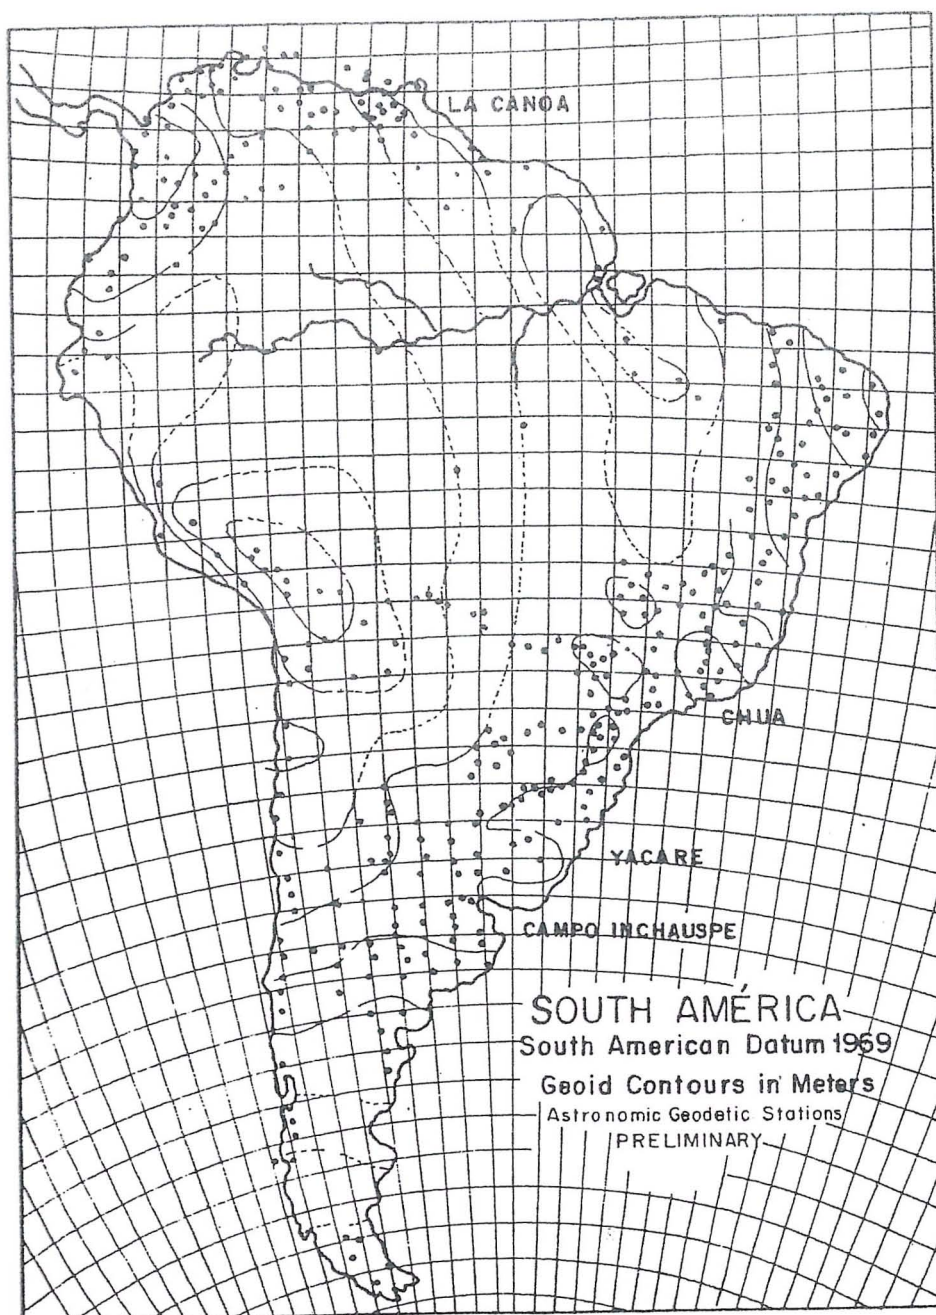 LA CANOA
CHUA
YACARE
CAMPO INCHAUSPE
SOUTH AMÉRICA
South American Datum 1969
Geoid Contours in Meters
Astronomic Geodetic Stations
PRELIMINARY